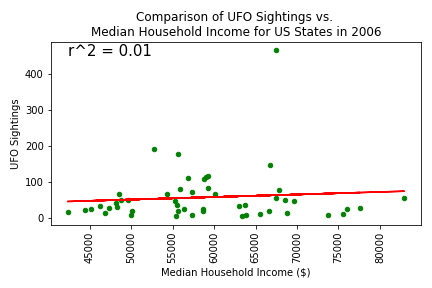 Comparison of UFO Sightings vs.
Median Household Income for US States in 2006
r^2 = 0.01
UFO Sightings
400
300
200
100
0
45000
50000
55000
60000
65000
70000
75000
80000
Median Household Income ($)